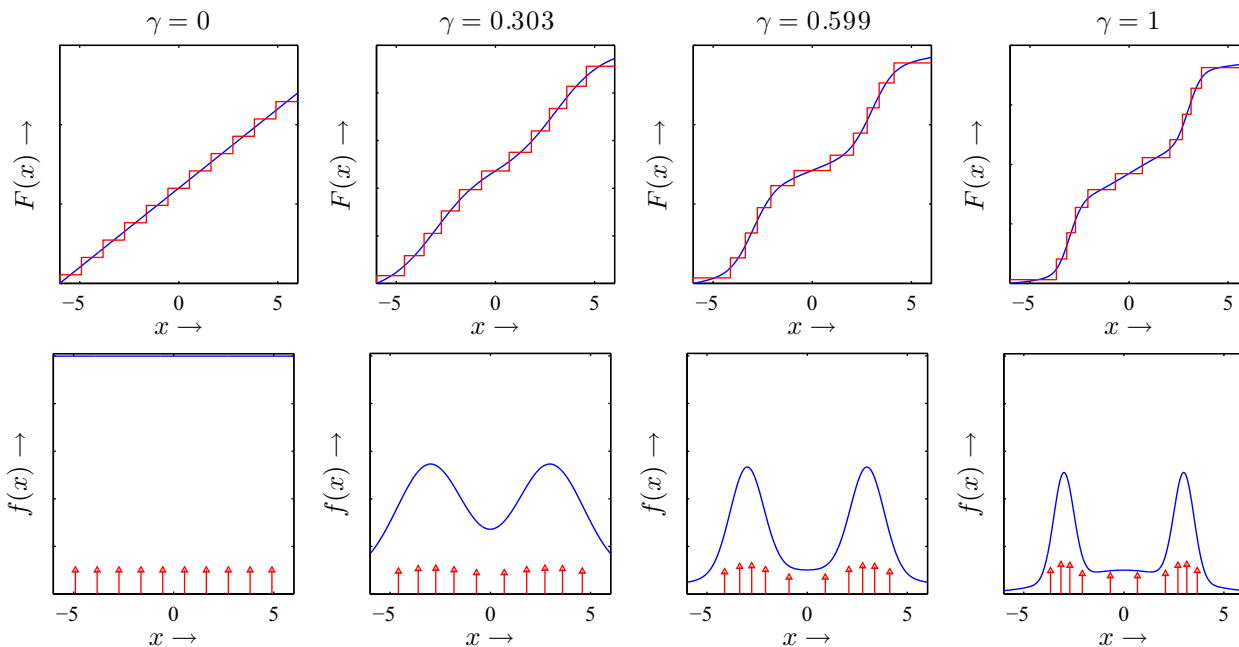 γ = 0
γ = 0.303
γ = 0.599
γ = 1
F(x) →
−5 0 5
x →
F(x) →
−5 0 5
x →
F(x) →
−5 0 5
x →
F(x) →
−5 0 5
x →
f(x) →
−5 0 5
x →
f(x) →
−5 0 5
x →
f(x) →
−5 0 5
x →
f(x) →
−5 0 5
x →